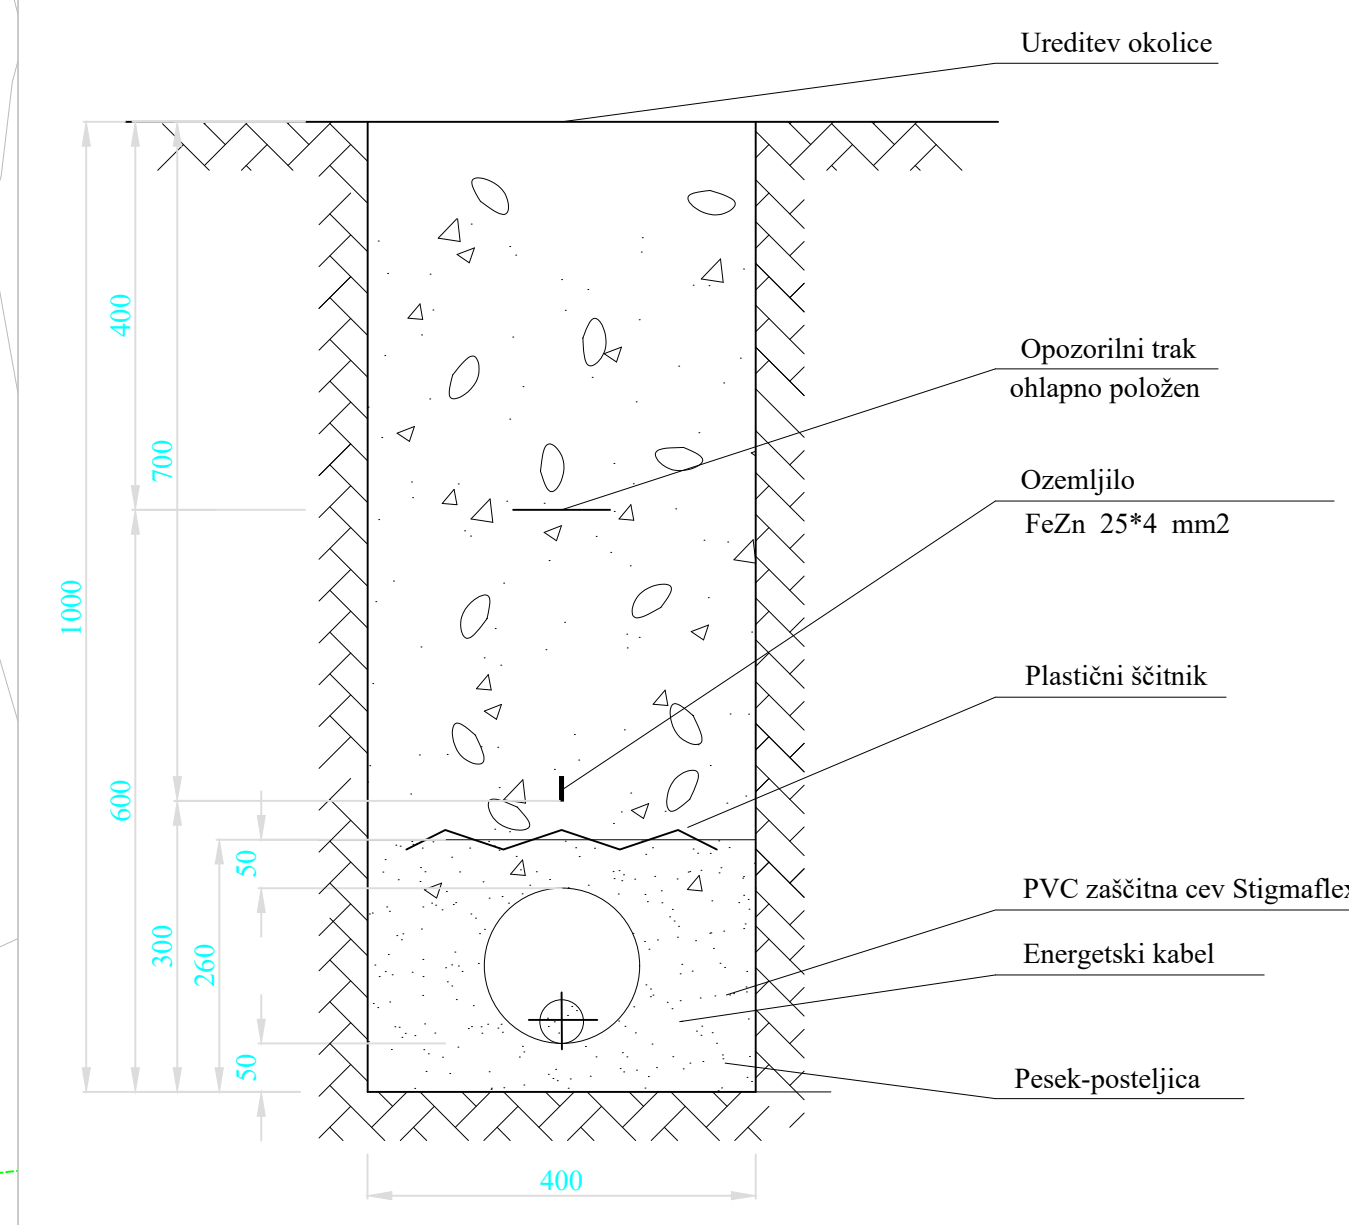 Ureditev okolice
400
Opozorilni trak
ohlapno položen
700
Ozemljilo
FeZn 25*4 mm2
1000
Plastični ščitnik
600
50
PVC zaščitna cev Stigmaflex
300
260
Energetski kabel
50
Pesek-posteljica
400